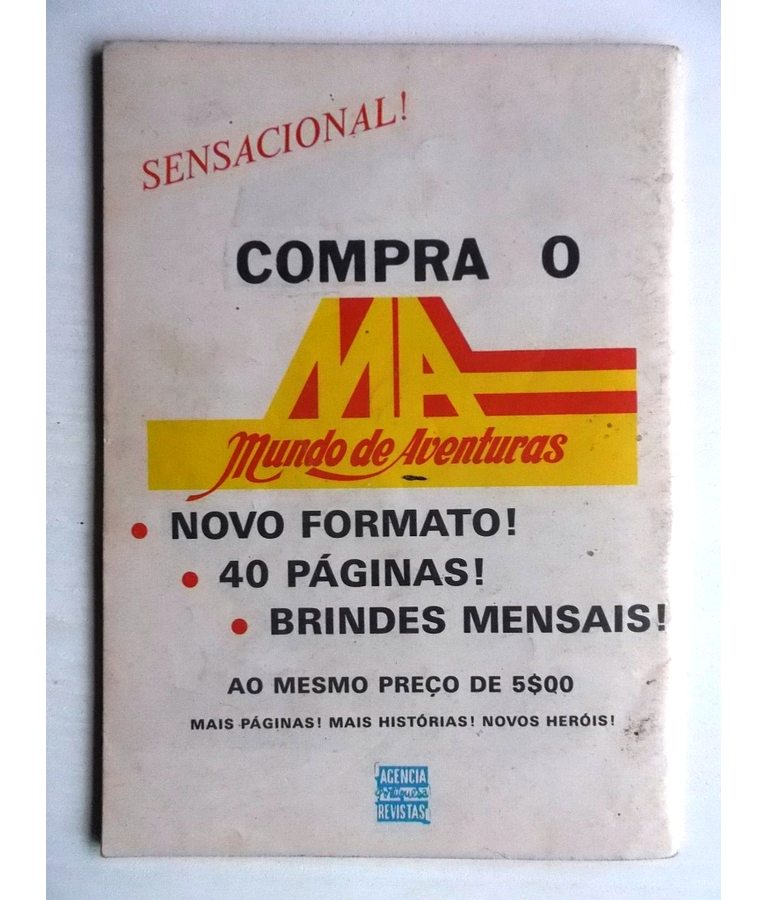 SENSACIONAL!
COMPRA O
MA
Mundo de Aventuras
• NOVO FORMATO!
• 40 PÁGINAS!
• BRINDES MENSAIS!
AO MESMO PREÇO DE 5$00
MAIS PÁGINAS! MAIS HISTÓRIAS! NOVOS HERÓIS!
AGENCIA
Portuguesa
REVISTAS